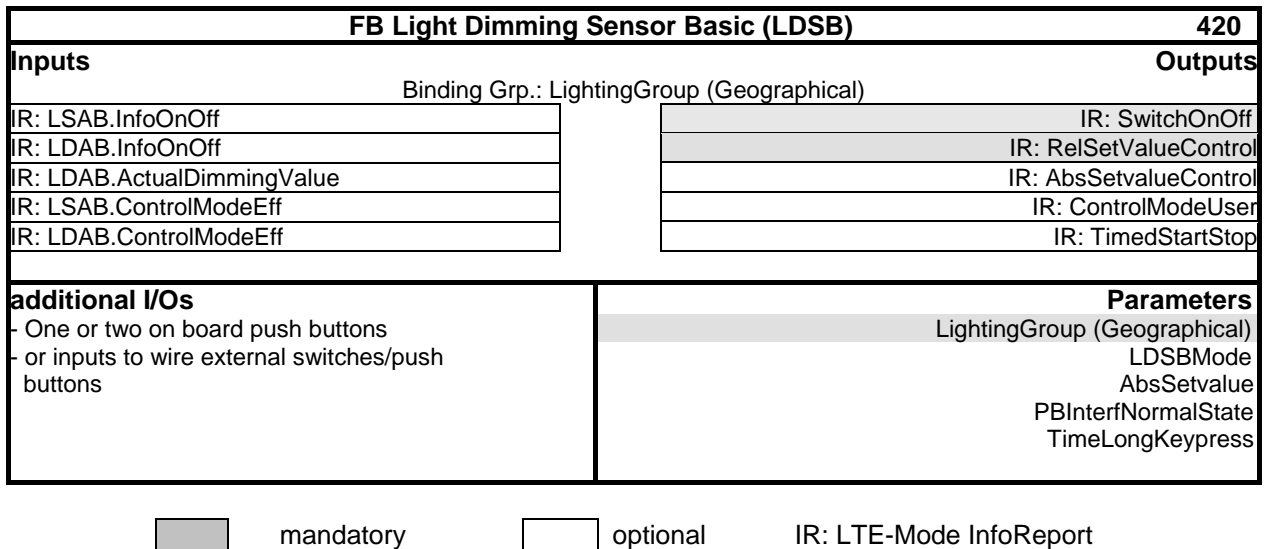 FB Light Dimming Sensor Basic (LDSB) 420
Inputs Outputs
Binding Grp.: LightingGroup (Geographical)
IR: LSAB.InfoOnOff IR: SwitchOnOff
IR: LDAB.InfoOnOff IR: RelSetValueControl
IR: LDAB.ActualDimmingValue IR: AbsSetvalueControl
IR: LSAB.ControlModeEff IR: ControlModeUser
IR: LDAB.ControlModeEff IR: TimedStartStop
additional I/Os Parameters
- One or two on board push buttons LightingGroup (Geographical)
- or inputs to wire external switches/push LDSBMode
buttons AbsSetvalue
PBInterfNormalState
TimeLongKeypress
mandatory optional IR: LTE-Mode InfoReport